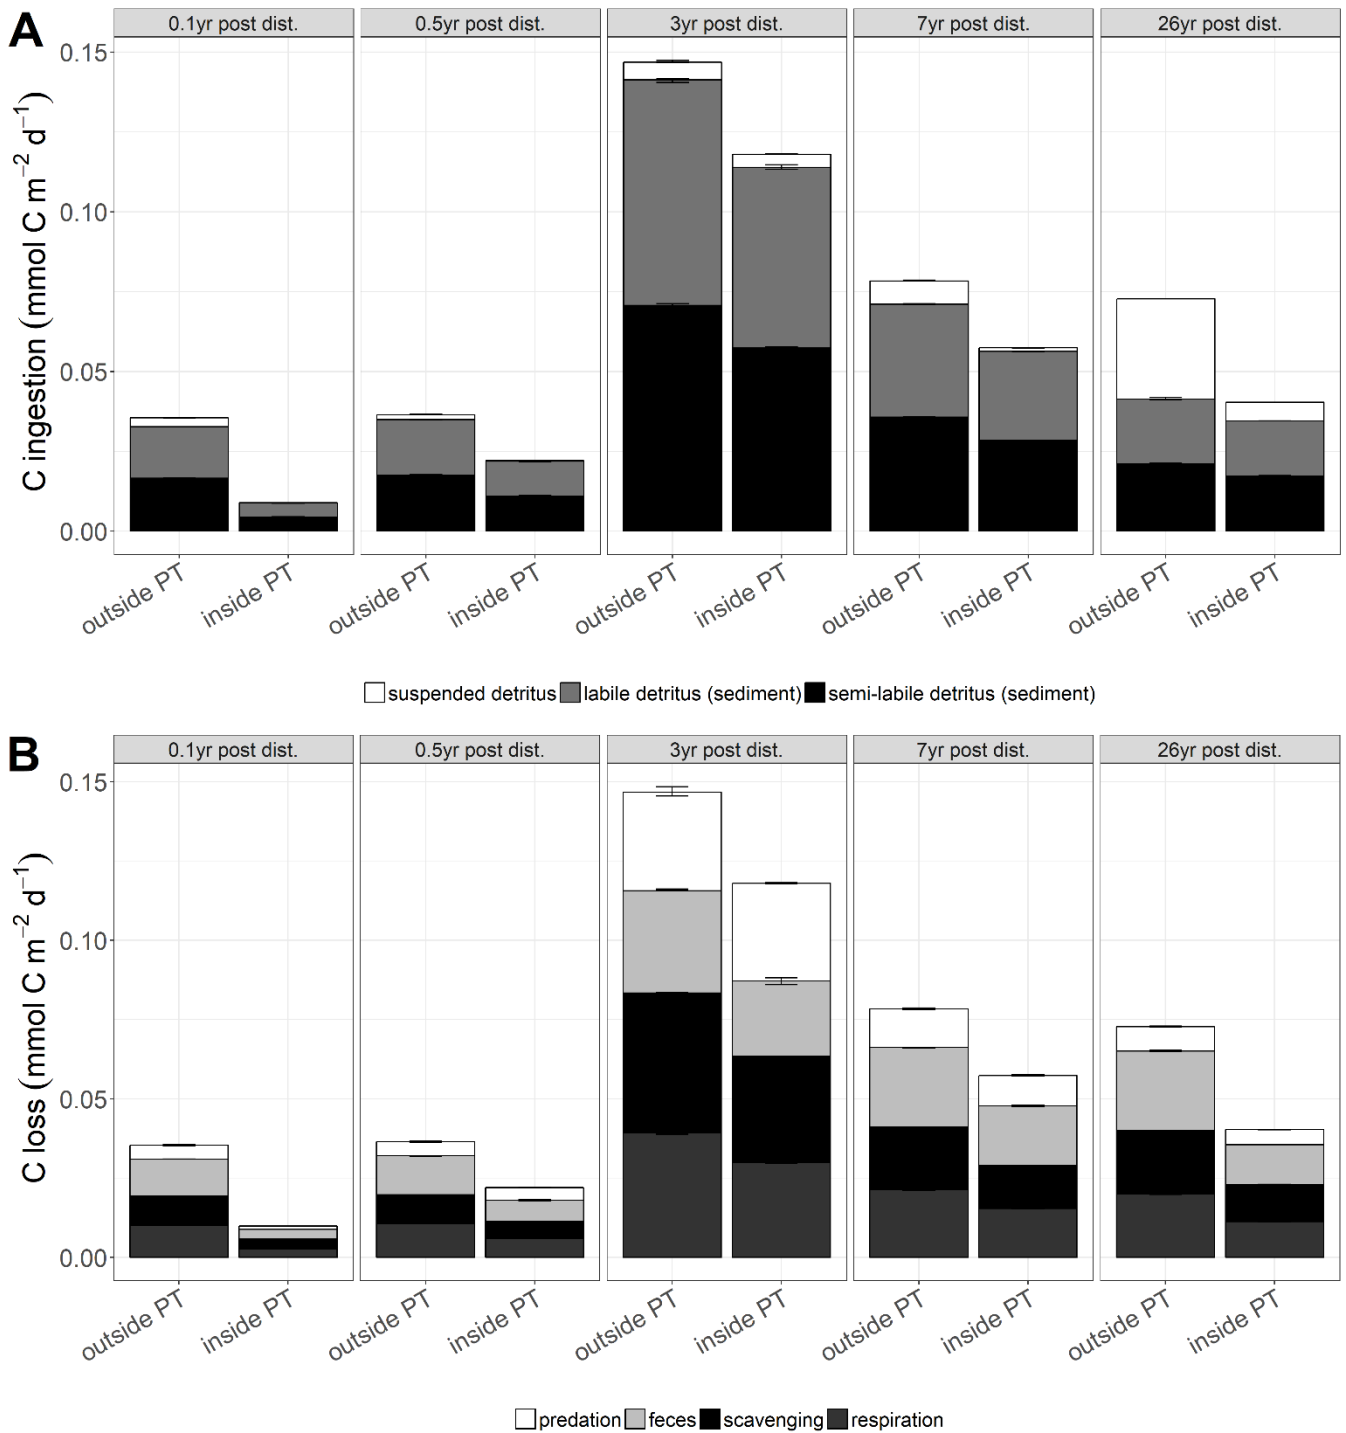 A
0.1yr post dist. 0.5yr post dist. 3yr post dist. 7yr post dist. 26yr post dist.
C ingestion (mmol C m⁻² d⁻¹)
0.15
0.10
0.05
0.00
outside PT inside PT outside PT inside PT outside PT inside PT outside PT inside PT outside PT inside PT
suspended detritus labile detritus (sediment) semi-labile detritus (sediment)
B
0.1yr post dist. 0.5yr post dist. 3yr post dist. 7yr post dist. 26yr post dist.
C loss (mmol C m⁻² d⁻¹)
0.15
0.10
0.05
0.00
outside PT inside PT outside PT inside PT outside PT inside PT outside PT inside PT outside PT inside PT
predation feces scavenging respiration